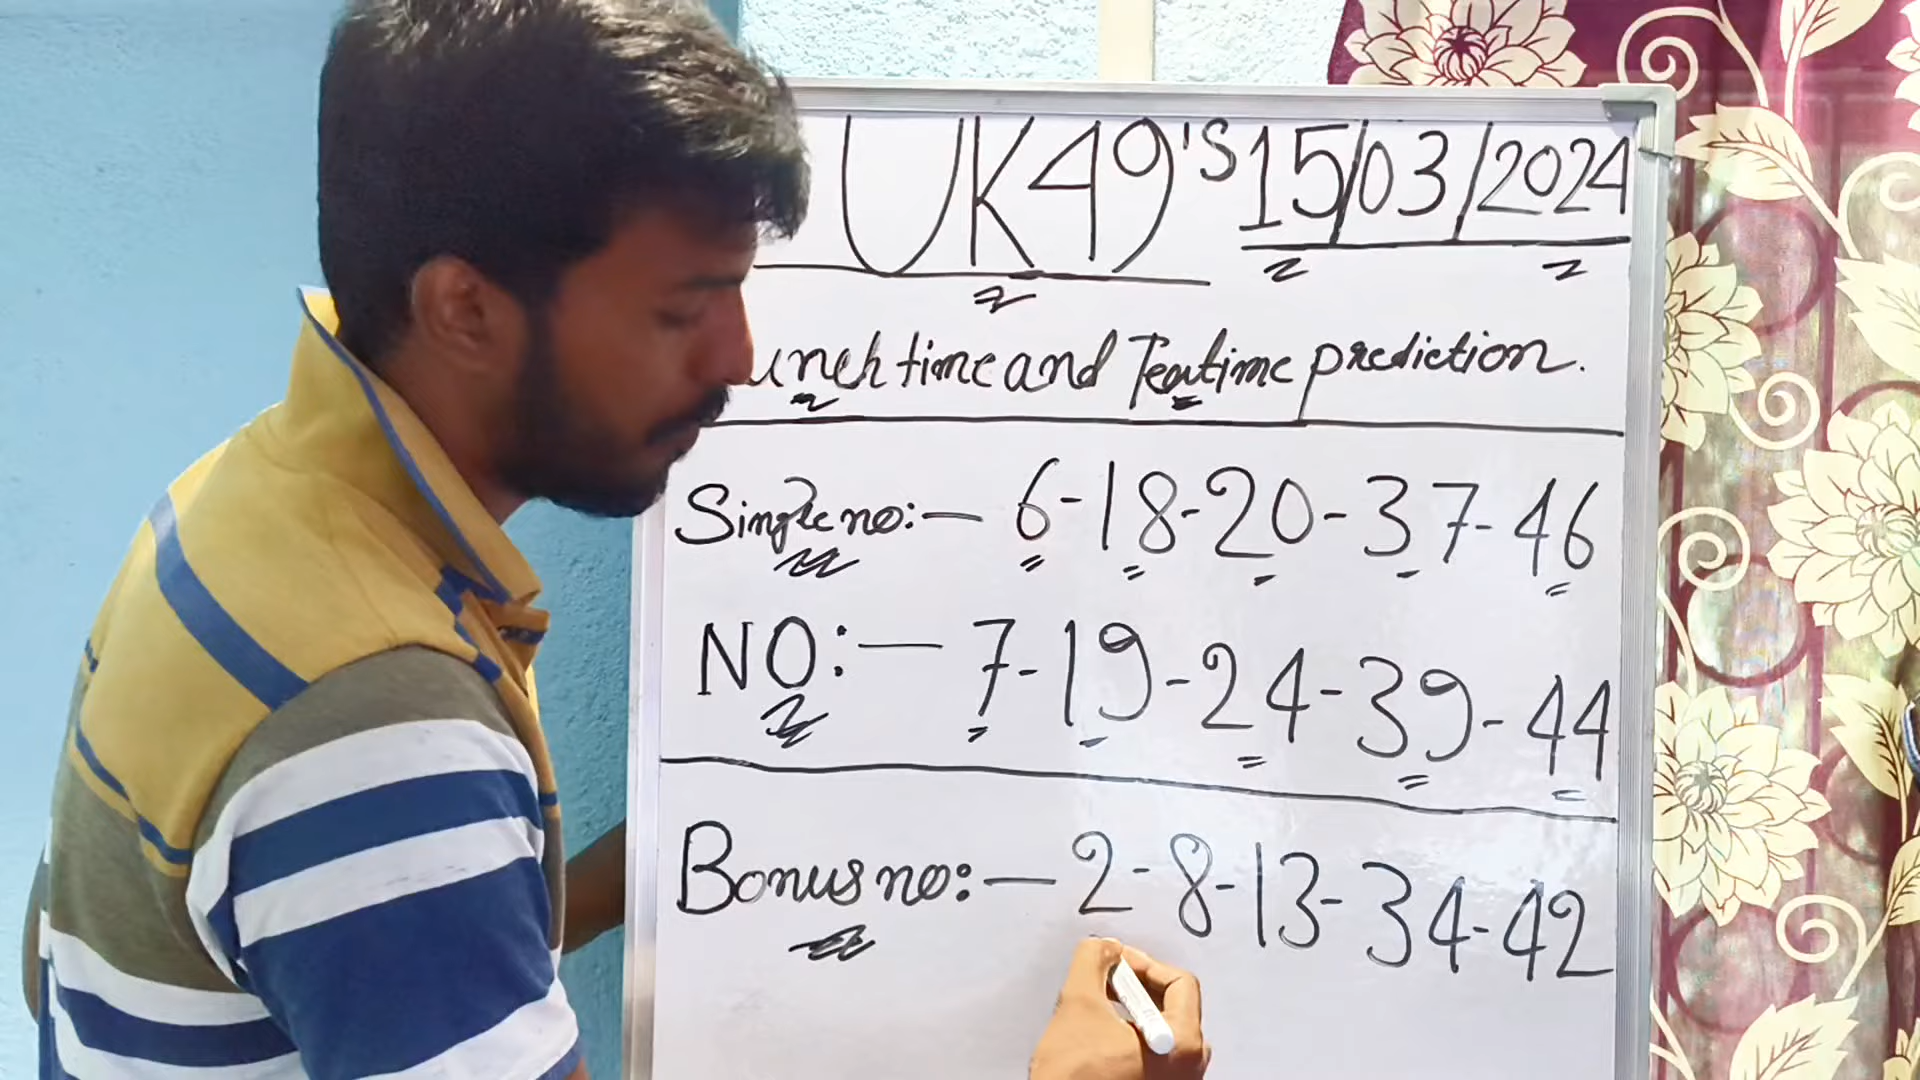 UK49's 15/03/2024
unch time and Teatime prediction.
Single no:- 6-18-20-37-46
NO:- 7-19-24-39-44
Bonus no:- 2-8-13-34-42